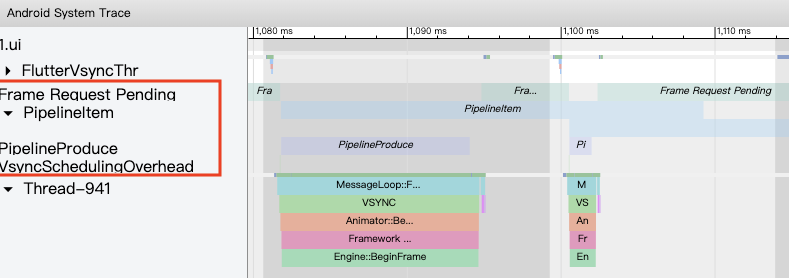 Android System Trace
1,080 ms
1,090 ms
1,100 ms
1,110 ms
1.ui
FlutterVsyncThr
Frame Request Pending
Fra
Fra...
Frame Request Pending
PipelineItem
PipelineItem
PipelineProduce
PipelineProduce
Pi
VsyncSchedulingOverhead
Thread-941
MessageLoop::F...
M
VSYNC
VS
Animator::Be...
An
Framework ...
Fr
Engine::BeginFrame
En